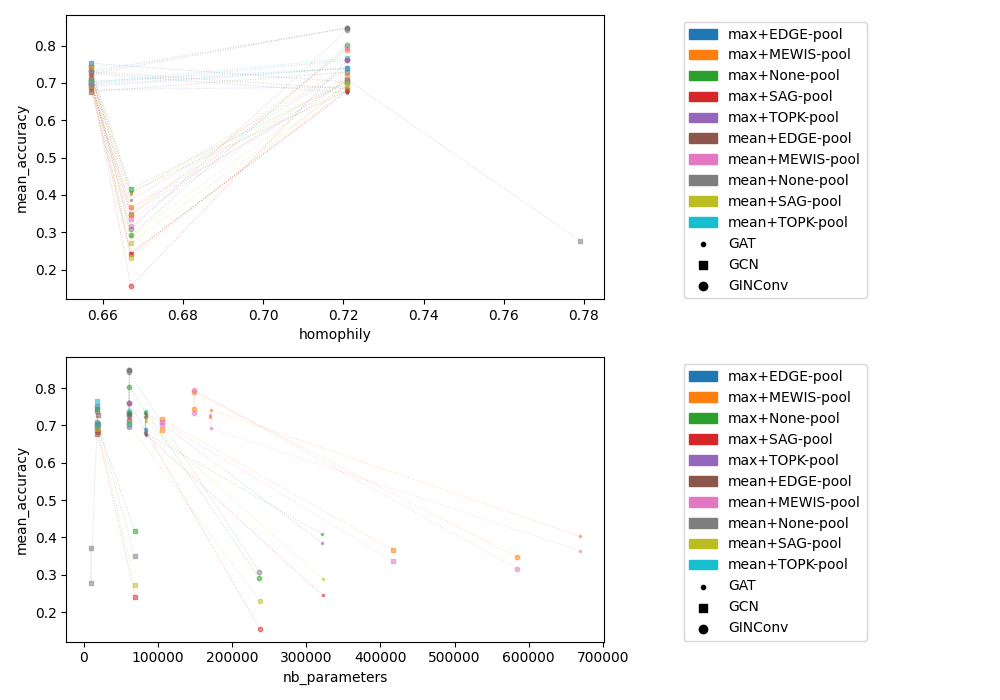 0.8
0.7
0.6
0.5
0.4
0.3
0.2
mean_accuracy
0.66 0.68 0.70 0.72 0.74 0.76 0.78
homophily
max+EDGE-pool
max+MEWIS-pool
max+None-pool
max+SAG-pool
max+TOPK-pool
mean+EDGE-pool
mean+MEWIS-pool
mean+None-pool
mean+SAG-pool
mean+TOPK-pool
GAT
GCN
GINConv
0.8
0.7
0.6
0.5
0.4
0.3
0.2
mean_accuracy
0 100000 200000 300000 400000 500000 600000 700000
nb_parameters
max+EDGE-pool
max+MEWIS-pool
max+None-pool
max+SAG-pool
max+TOPK-pool
mean+EDGE-pool
mean+MEWIS-pool
mean+None-pool
mean+SAG-pool
mean+TOPK-pool
GAT
GCN
GINConv